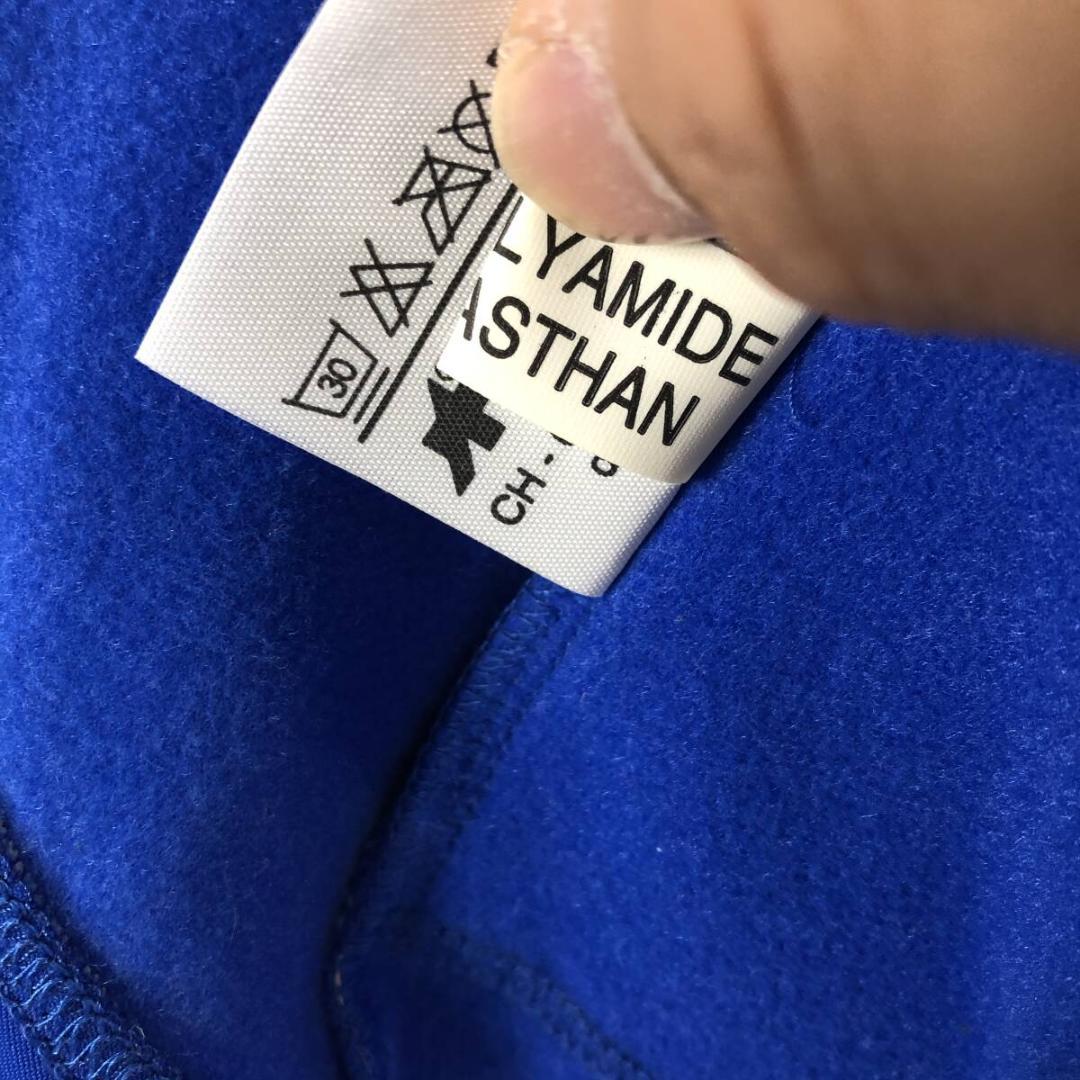 LYAMIDE
ASTHAN
30
CH -